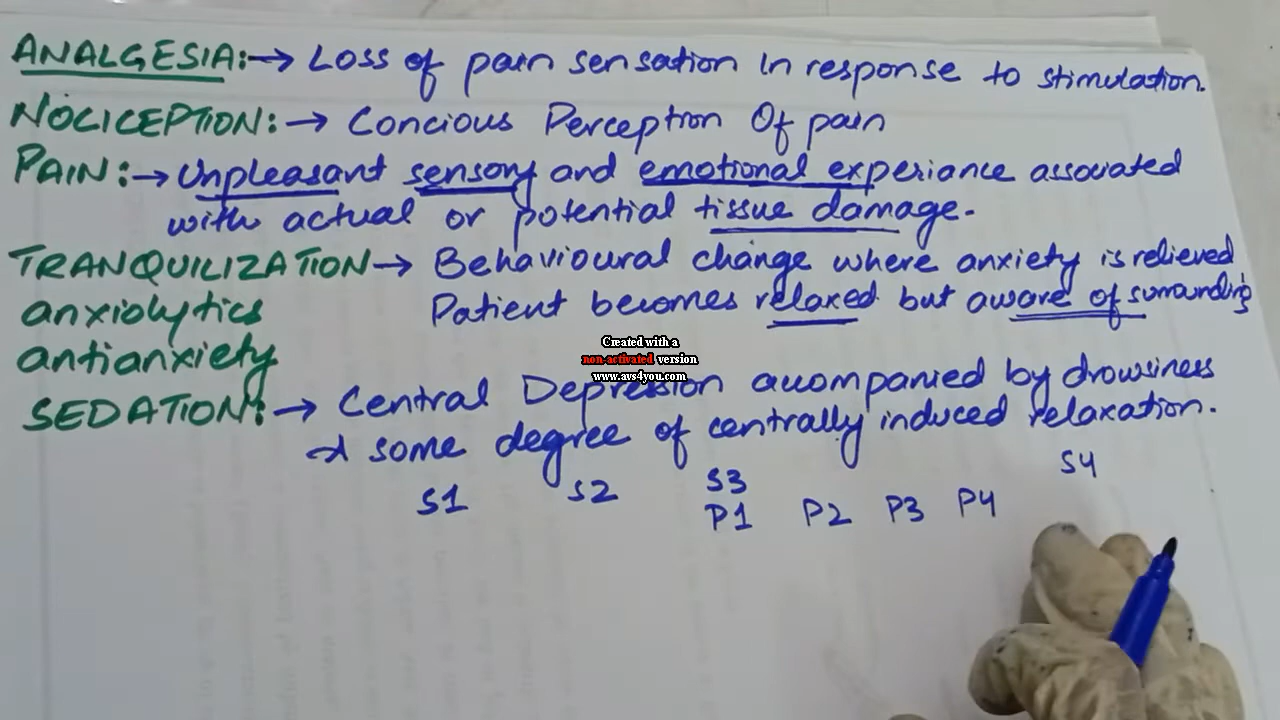 ANALGESIA:→ Loss of pain sensation in response to stimulation.
NOCICEPTION:→ Concious Perception Of pain
PAIN:→ Unpleasant sensory and emotional experiance associated
with actual or potential tissue damage.
TRANQUILIZATION → Behavioural change where anxiety is relieved
anxiolytics Patient becomes relaxed but aware of surrounding
antianxiety
Created with a
non-activated version
www.avs4you.com
SEDATION:→ Central Depression accompanied by drowsiness
→ some degree of centrally induced relaxation.
S1 S2 S3 S4
P1 P2 P3 P4